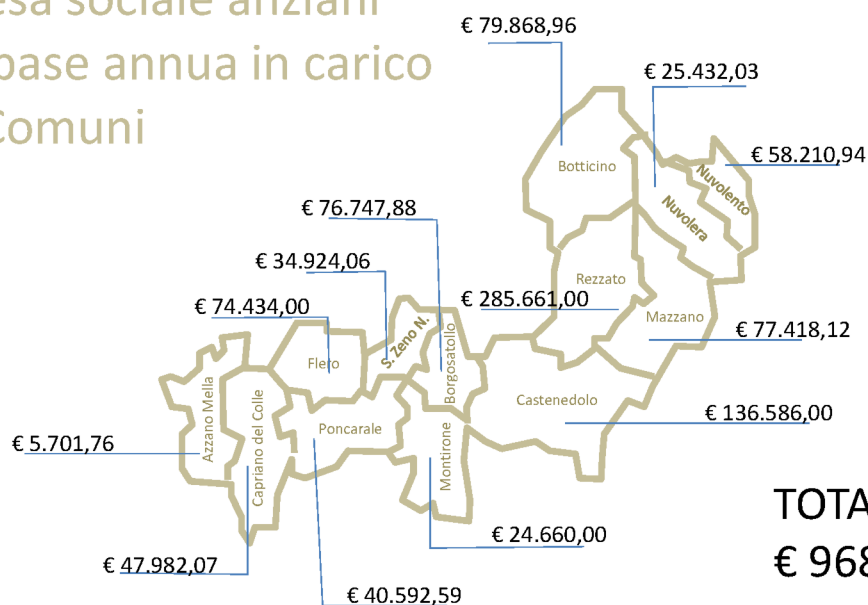 sociale anziani
base annua in carico
Comuni
€ 79.868,96
€ 25.432,03
€ 58.210,94
Botticino
Nuvolento
Nuvolera
€ 76.747,88
€ 34.924,06
€ 74.434,00
€ 285.661,00
Rezzato
Mazzano
€ 77.418,12
Flero
S. Zeno N.
Borgosatollo
Azzano Mella
Capriano del Colle
Poncarale
Montirone
Castenedolo
€ 136.586,00
€ 5.701,76
€ 24.660,00
€ 47.982,07
€ 40.592,59
TOTA
€ 968